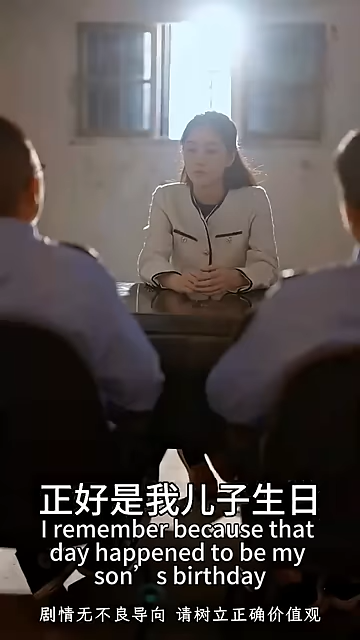 正好是我儿子生日
I remember because that
day happened to be my
son's birthday
剧情无不良导向 请树立正确价值观